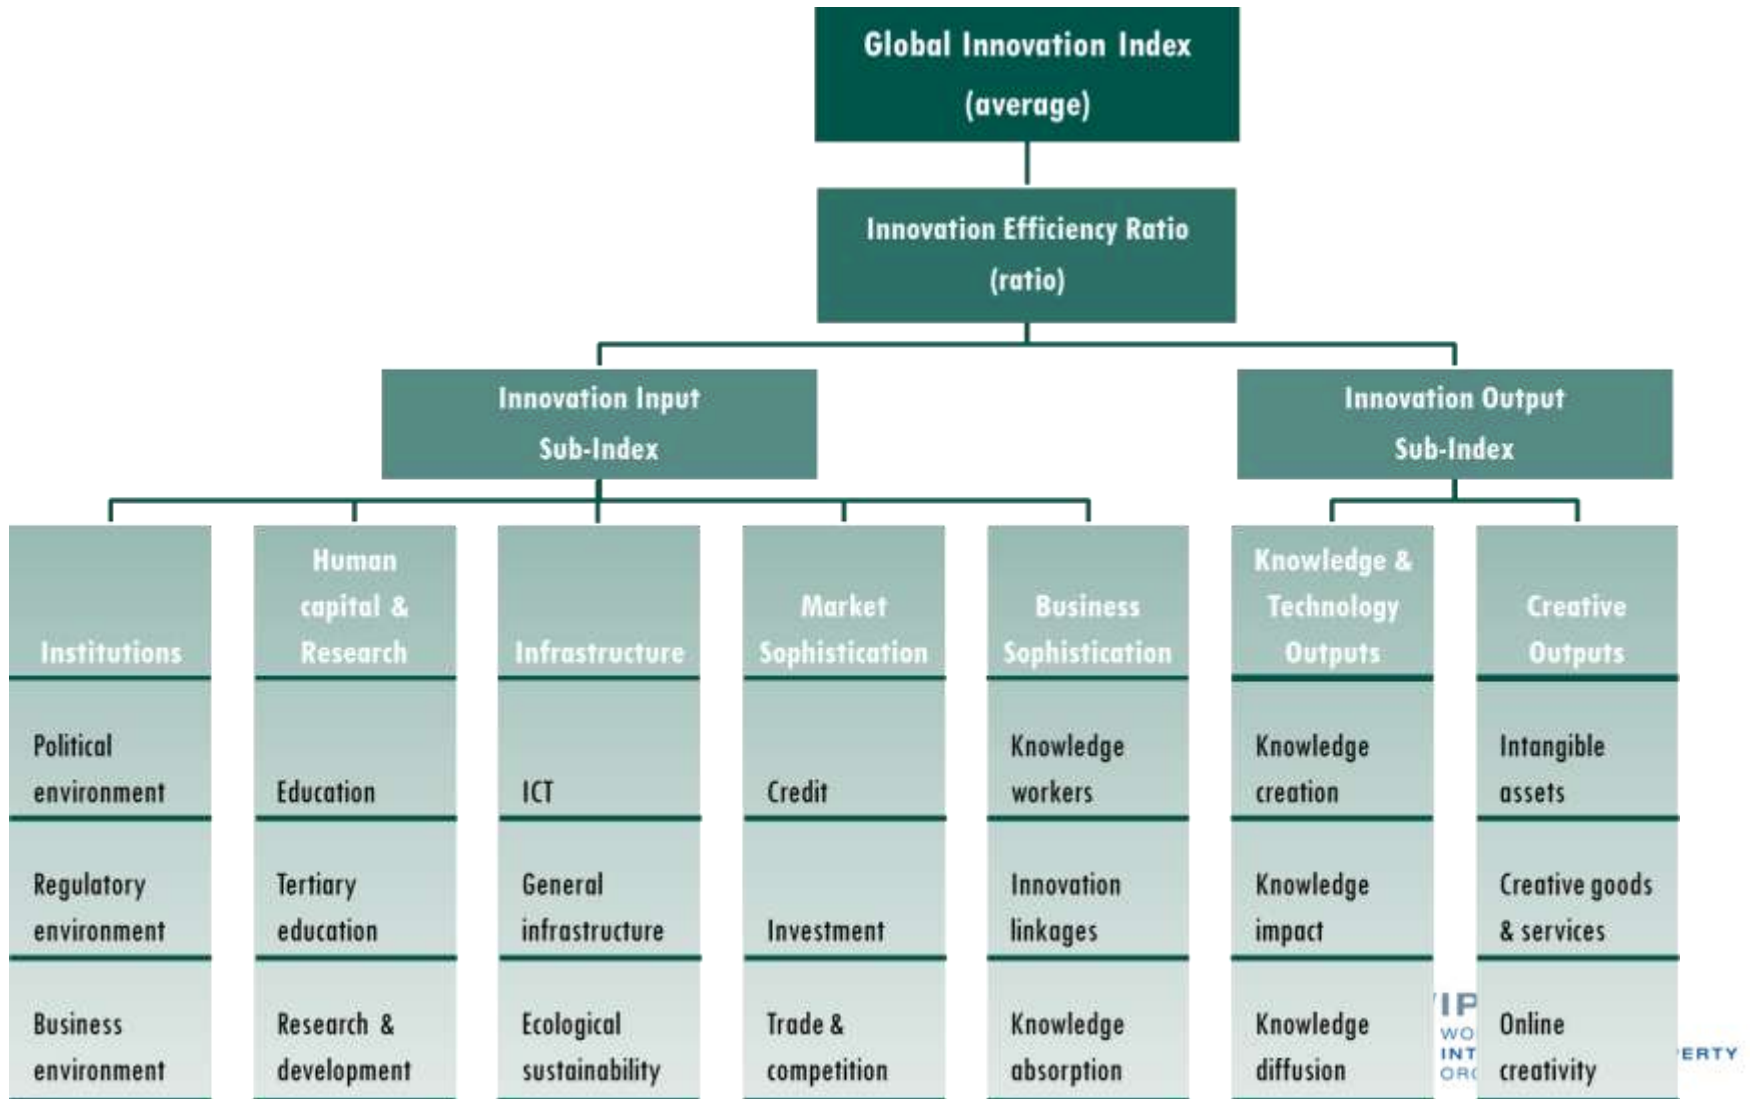 Global Innovation Index
(average)
Innovation Efficiency Ratio
(ratio)
Innovation Input
Sub-Index
Innovation Output
Sub-Index
Institutions
Human
capital &
Research
Infrastructure
Market
Sophistication
Business
Sophistication
Knowledge &
Technology
Outputs
Creative
Outputs
Political
environment
Education
ICT
Credit
Knowledge
workers
Knowledge
creation
Intangible
assets
Regulatory
environment
Tertiary
education
General
infrastructure
Investment
Innovation
linkages
Knowledge
impact
Creative goods
& services
Business
environment
Research &
development
Ecological
sustainability
Trade &
competition
Knowledge
absorption
Knowledge
diffusion
Online
creativity